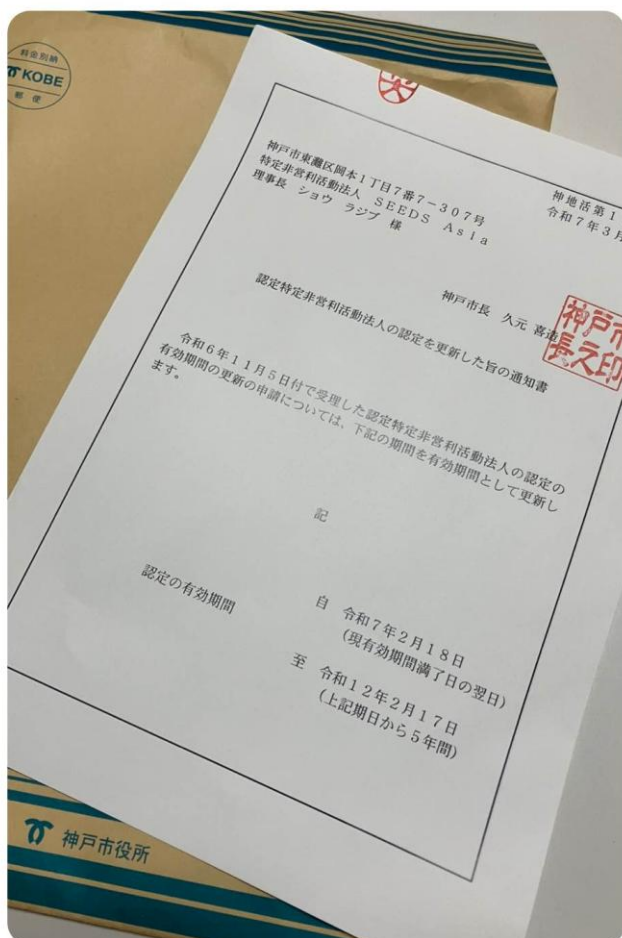 料金別納
KOBE
郵便
神戸市東灘区岡本1丁目7番7－307号
特定非営利活動法人　SEEDS　Asia
理事長　ショウ　ラジブ　様
神地活第1
令和7年3月
神戸市長　久元 喜造
神戸市
長之印
認定特定非営利活動法人の認定を更新した旨の通知書
令和6年11月5日付で受理した認定特定非営利活動法人の認定の
有効期間の更新の申請については、下記の期間を有効期間として更新し
ます。
記
認定の有効期間
自　令和7年2月18日
(現有効期間満了日の翌日)
至　令和12年2月17日
(上記期日から5年間)
神戸市役所